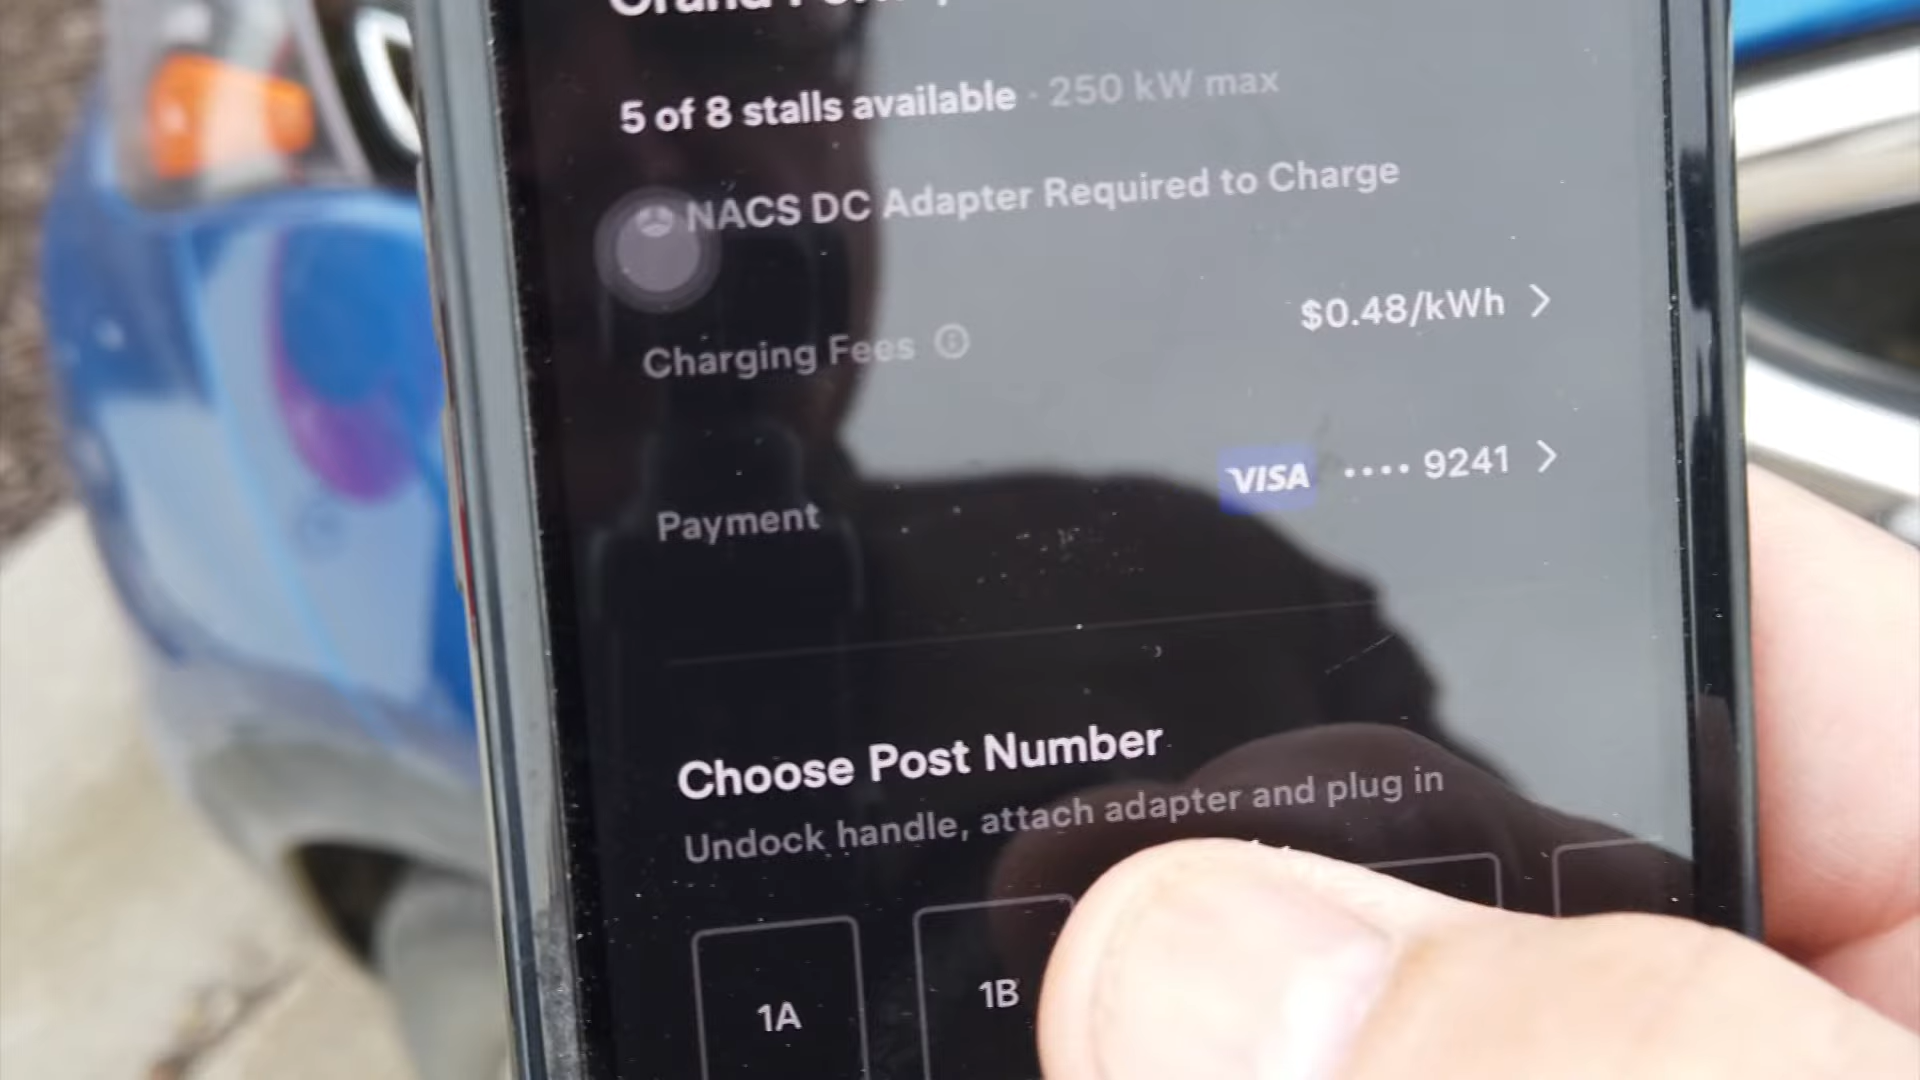 Grand
5 of 8 stalls available · 250 kW max
NACS DC Adapter Required to Charge
Charging Fees $0.48/kWh
Payment VISA •••• 9241
Choose Post Number
Undock handle, attach adapter and plug in
1A 1B